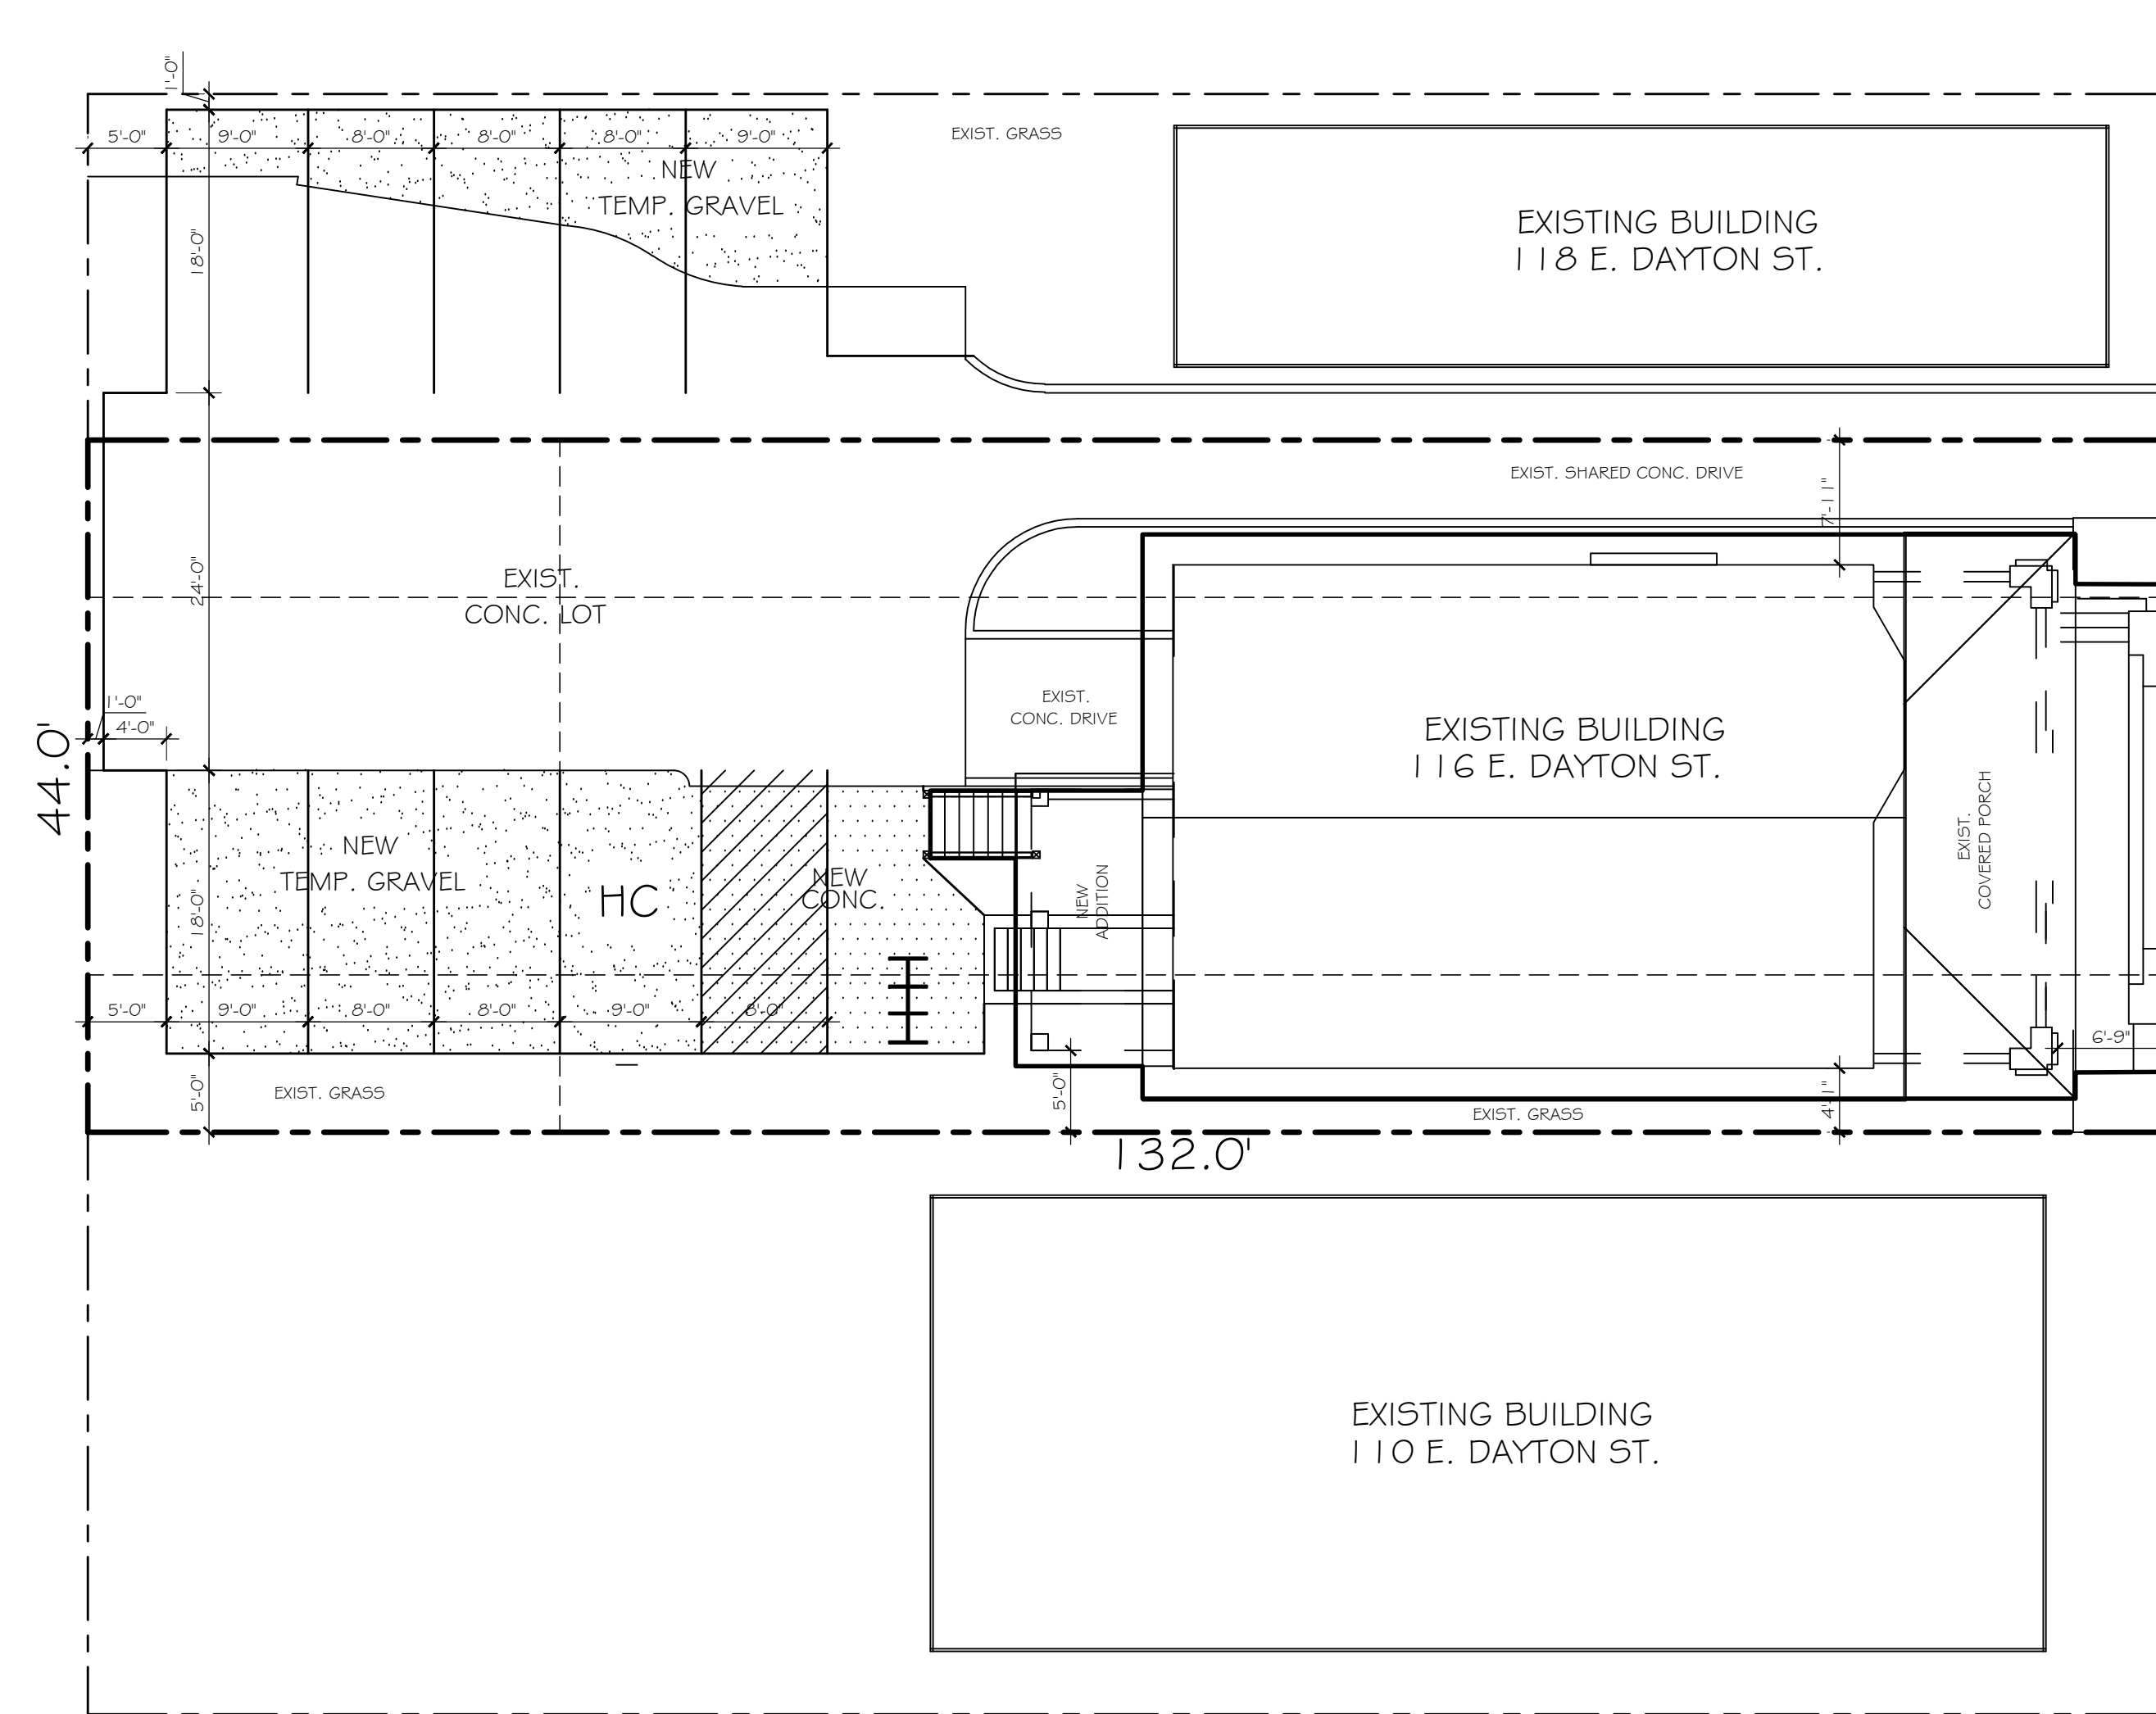 1'-0"
5'-0"
9'-0"
8'-0"
8'-0"
8'-0"
9'-0"
EXIST. GRASS
NEW
TEMP. GRAVEL
18'-0"
EXISTING BUILDING
118 E. DAYTON ST.
EXIST. SHARED CONC. DRIVE
7'-11"
24'-0"
EXIST.
CONC. LOT
44.0'
1'-0"
4'-0"
EXIST.
CONC. DRIVE
EXISTING BUILDING
116 E. DAYTON ST.
EXIST.
COVERED PORCH
NEW
TEMP. GRAVEL
18'-0"
HC
NEW
CONC.
NEW
ADDITION
5'-0"
9'-0"
8'-0"
8'-0"
9'-0"
8'-0"
6'-9"
5'-0"
EXIST. GRASS
5'-0"
EXIST. GRASS
4'-1"
132.0'
EXISTING BUILDING
110 E. DAYTON ST.